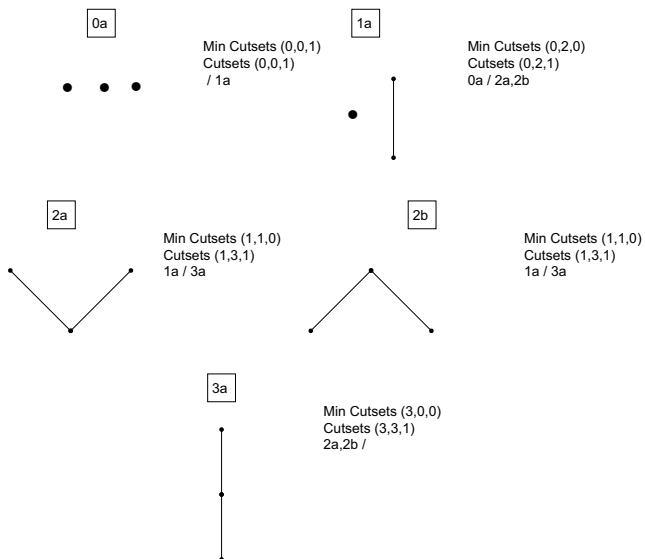 0a
Min Cutsets (0,0,1)
Cutsets (0,0,1)
/ 1a
1a
Min Cutsets (0,2,0)
Cutsets (0,2,1)
0a / 2a,2b
2a
Min Cutsets (1,1,0)
Cutsets (1,3,1)
1a / 3a
2b
Min Cutsets (1,1,0)
Cutsets (1,3,1)
1a / 3a
3a
Min Cutsets (3,0,0)
Cutsets (3,3,1)
2a,2b /